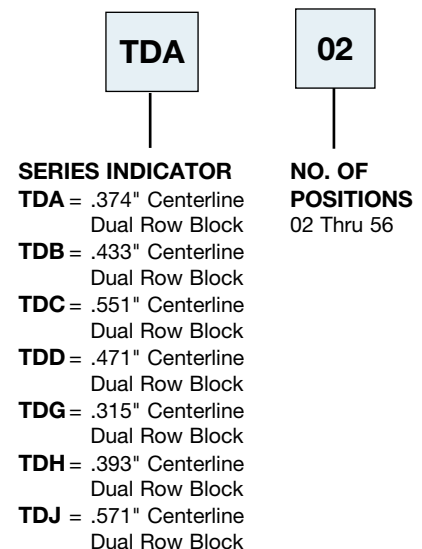 TDA
02
SERIES INDICATOR
TDA = .374" Centerline
Dual Row Block
TDB = .433" Centerline
Dual Row Block
TDC = .551" Centerline
Dual Row Block
TDD = .471" Centerline
Dual Row Block
TDG = .315" Centerline
Dual Row Block
TDH = .393" Centerline
Dual Row Block
TDJ = .571" Centerline
Dual Row Block
NO. OF
POSITIONS
02 Thru 56